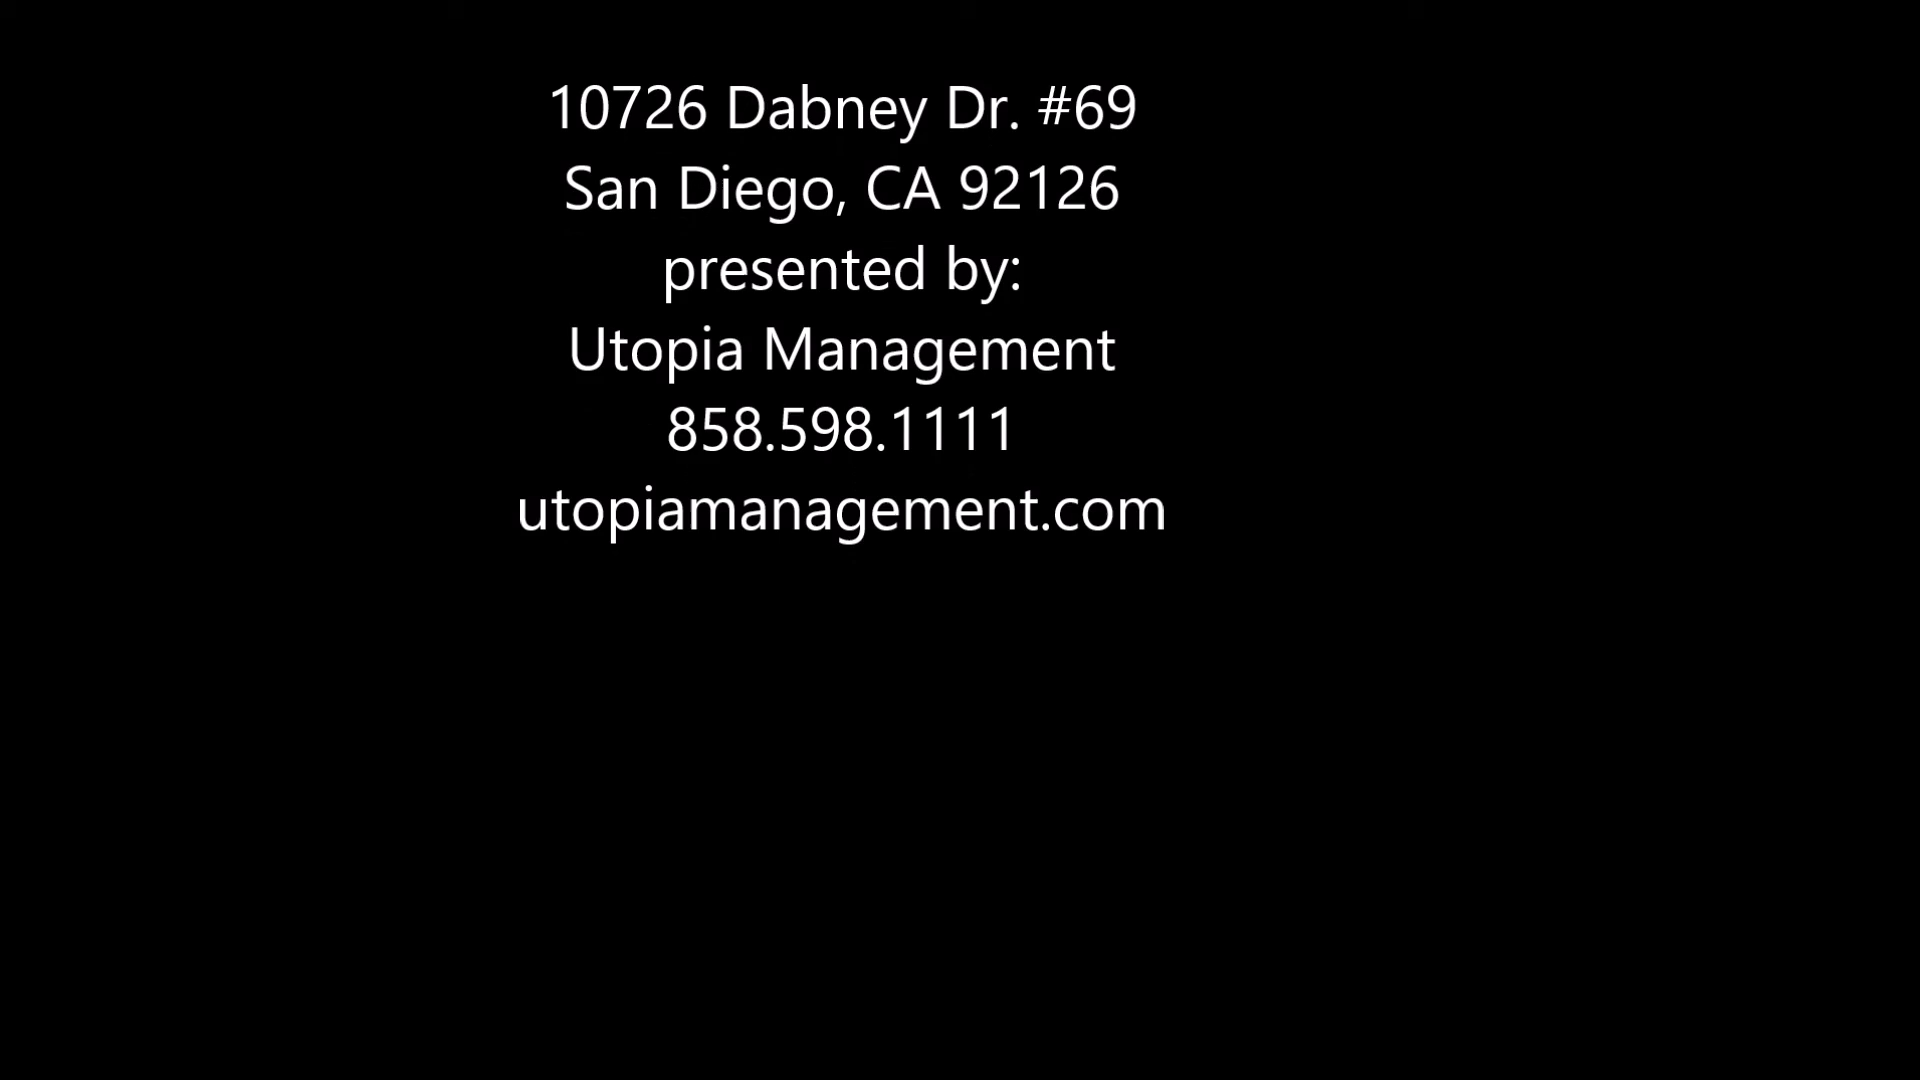 10726 Dabney Dr. #69
San Diego, CA 92126
presented by:
Utopia Management
858.598.1111
utopiamanagement.com